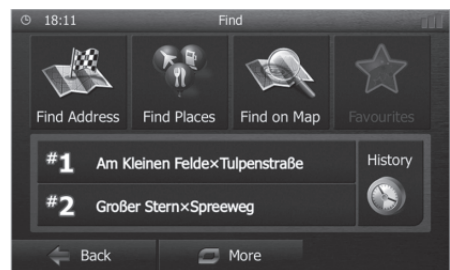 18:11 Find
Find Address Find Places Find on Map Favourites
#1 Am Kleinen Felde×Tulpenstraße
History
#2 Großer Stern×Spreeweg
Back More